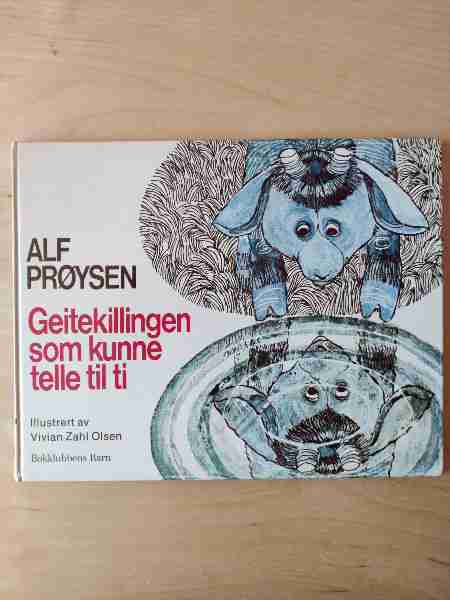 ALF
PRØYSEN
Geitekillingen
som kunne
telle til ti
Illustrert av
Vivian Zahl Olsen
Bokklubbens Barn